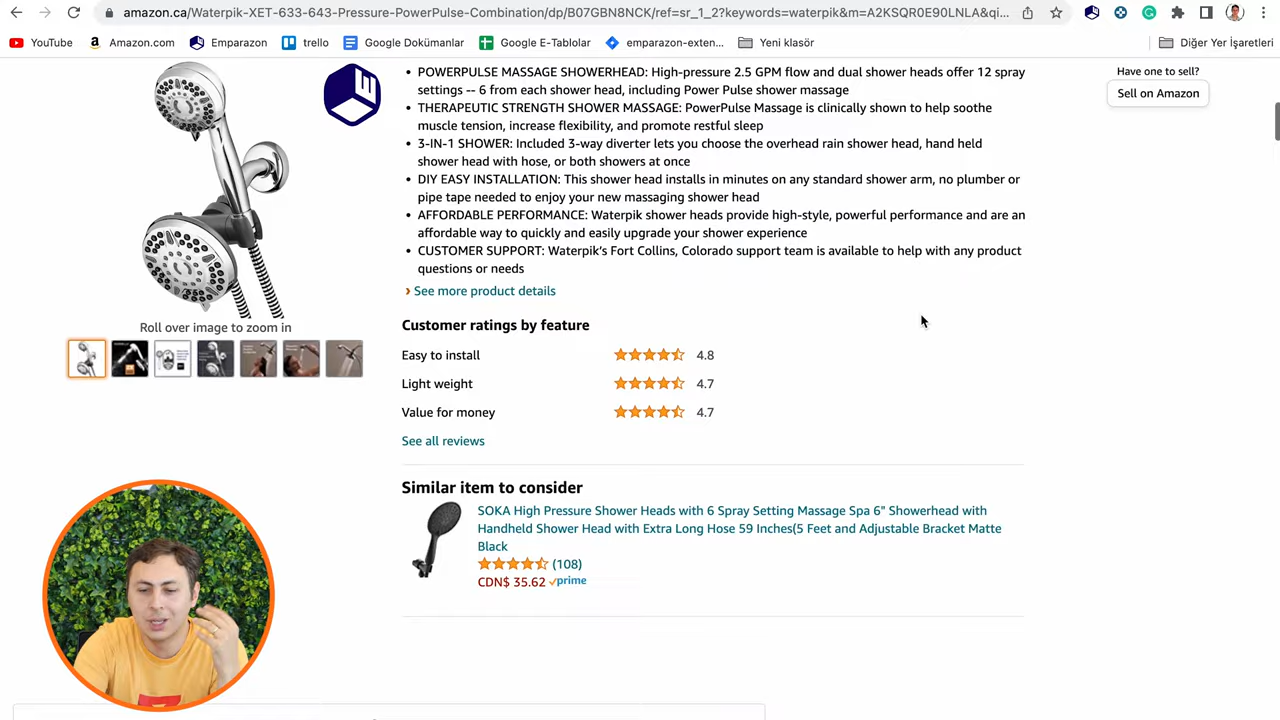 amazon.ca/Waterpik-XET-633-643-Pressure-PowerPulse-Combination/dp/B07GBN8NCK/ref=sr_1_2?keywords=waterpik&m=A2KSQR0E90LNLA&qi...
YouTube
Amazon.com
Emparazon
trello
Google Dokümanlar
Google E-Tablolar
emparazon-exten...
Yeni klasör
Diğer Yer İşaretleri
• POWERPULSE MASSAGE SHOWERHEAD: High-pressure 2.5 GPM flow and dual shower heads offer 12 spray
settings -- 6 from each shower head, including Power Pulse shower massage
• THERAPEUTIC STRENGTH SHOWER MASSAGE: PowerPulse Massage is clinically shown to help soothe
muscle tension, increase flexibility, and promote restful sleep
• 3-IN-1 SHOWER: Included 3-way diverter lets you choose the overhead rain shower head, hand held
shower head with hose, or both showers at once
• DIY EASY INSTALLATION: This shower head installs in minutes on any standard shower arm, no plumber or
pipe tape needed to enjoy your new massaging shower head
• AFFORDABLE PERFORMANCE: Waterpik shower heads provide high-style, powerful performance and are an
affordable way to quickly and easily upgrade your shower experience
• CUSTOMER SUPPORT: Waterpik's Fort Collins, Colorado support team is available to help with any product
questions or needs
› See more product details
Have one to sell?
Sell on Amazon
Roll over image to zoom in
Customer ratings by feature
Easy to install 4.8
Light weight 4.7
Value for money 4.7
See all reviews
Similar item to consider
SOKA High Pressure Shower Heads with 6 Spray Setting Massage Spa 6" Showerhead with
Handheld Shower Head with Extra Long Hose 59 Inches(5 Feet and Adjustable Bracket Matte
Black
(108)
CDN$ 35.62 prime